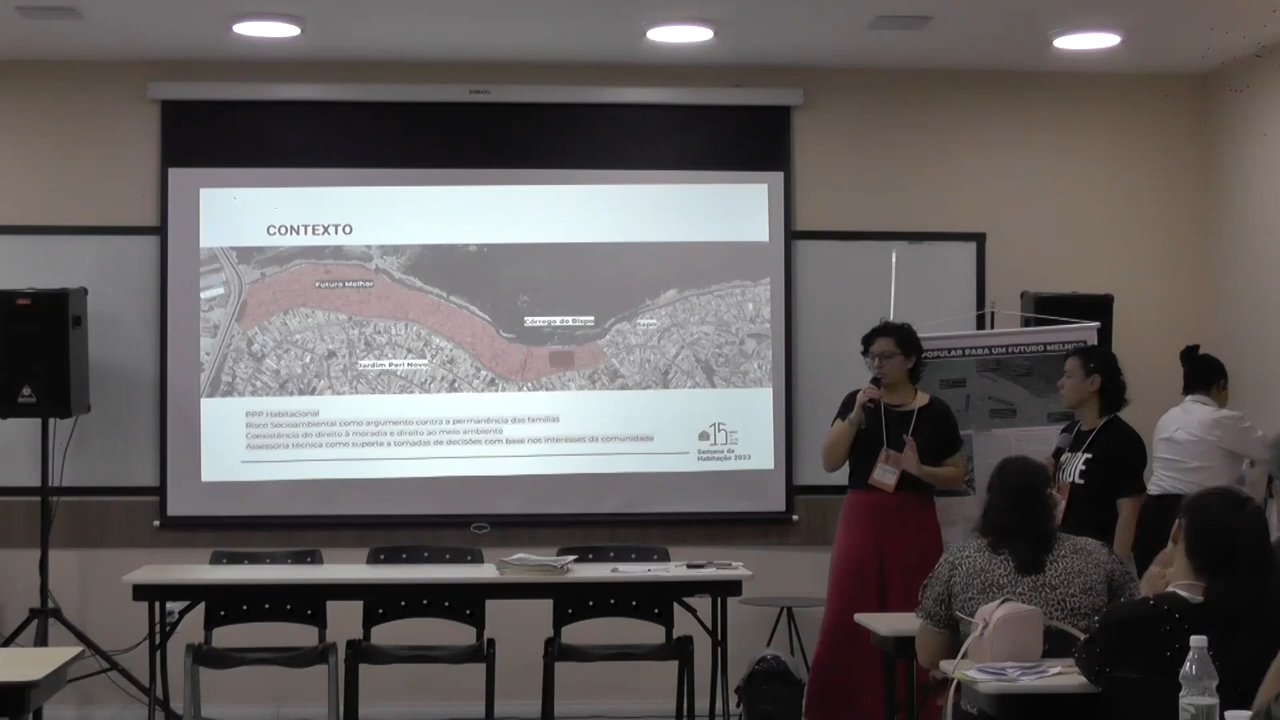 CONTEXTO
Futuro Melhor
Córrego do Bispo
Sapo
Jardim Peri Novo
PPP Habitacional
Risco Socioambiental como argumento contra a permanência das famílias
Coexistência do direito à moradia e direito ao meio ambiente
Assessoria técnica como suporte a tomadas de decisões com base nos interesses da comunidade
15
Semana da
Habitação 2023
POPULAR PARA UM FUTURO MELHOR